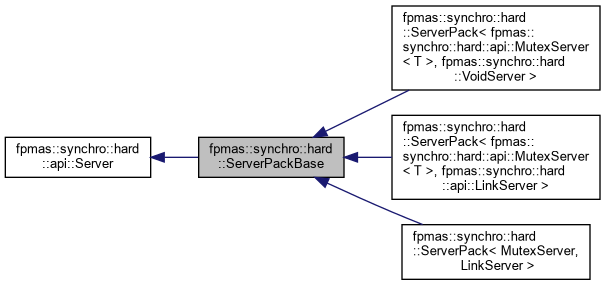 fpmas::synchro::hard
::api::Server
fpmas::synchro::hard
::ServerPackBase
fpmas::synchro::hard
::ServerPack< fpmas::
synchro::hard::api::MutexServer
< T >, fpmas::synchro::hard
::VoidServer >
fpmas::synchro::hard
::ServerPack< fpmas::
synchro::hard::api::MutexServer
< T >, fpmas::synchro::hard
::api::LinkServer >
fpmas::synchro::hard
::ServerPack< MutexServer,
LinkServer >